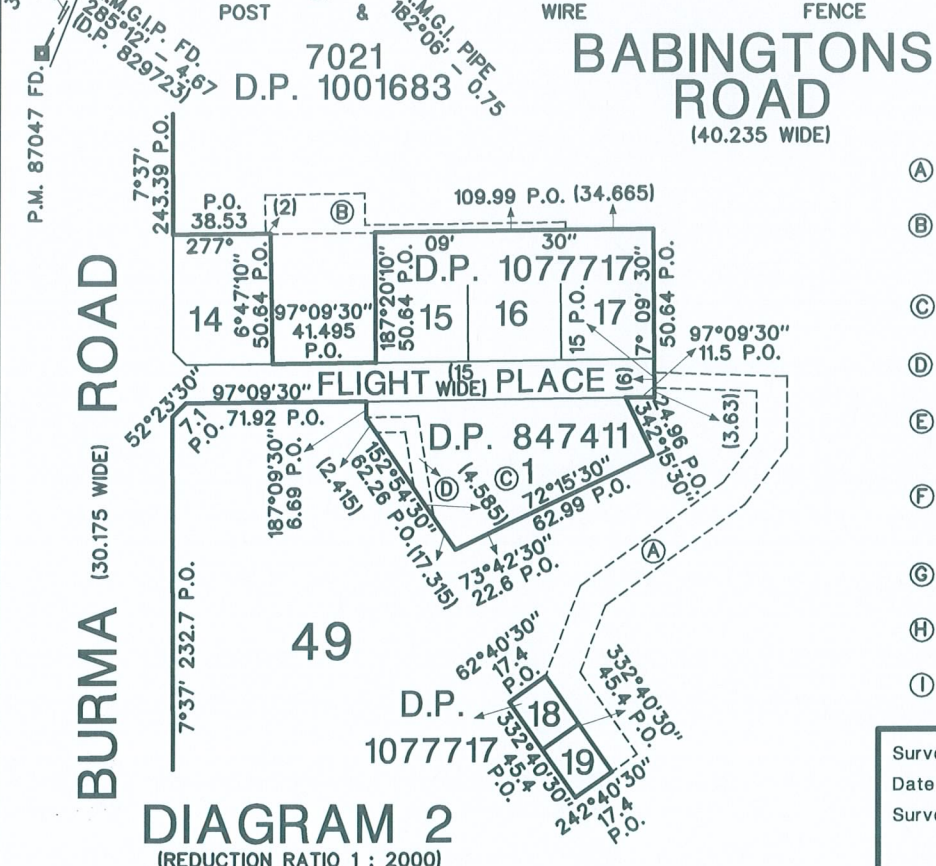 POST & WIRE FENCE
M.G.I.P. FD.
285°12' – 4.67
(D.P. 829723)
P.M. 87047 FD.
M.G.I. PIPE
182°06' – 0.75
7021
D.P. 1001683
BABINGTONS
ROAD
(40.235 WIDE)
7°37'
243.39 P.O.
P.O.
38.53
(2)
B
109.99 P.O. (34.665)
277°
09'
30"
14
6°47'10"
50.64 P.O.
97°09'30"
41.495
P.O.
187°20'10"
50.64 P.O.
D.P. 1077717
15
16
15 P.O.
17
7° 09' 30"
50.64 P.O.
97°09'30"
11.5 P.O.
BURMA ROAD
(30.175 WIDE)
52°23'30"
7.1
P.O.
97°09'30"
71.92 P.O.
FLIGHT (15 WIDE) PLACE
(6)
(3.63)
187°09'30"
6.69 P.O.
(2.415)
152°54'30"
62.26 P.O.
(17.315)
D.P. 847411
D
(4.585)
C
1
72°15'30"
62.99 P.O.
24.96 P.O.
342°15'30"
73°42'30"
22.6 P.O.
A
7°37' 232.7 P.O.
49
62°40'30"
17.4
P.O.
332°40'30"
45.4
P.O.
D.P.
1077717
18
19
332°40'30"
45.4
P.O.
242°40'30"
17.4
P.O.
DIAGRAM 2
(REDUCTION RATIO 1 : 2000)
A
B
C
D
E
F
G
H
I
Surve
Date
Surve